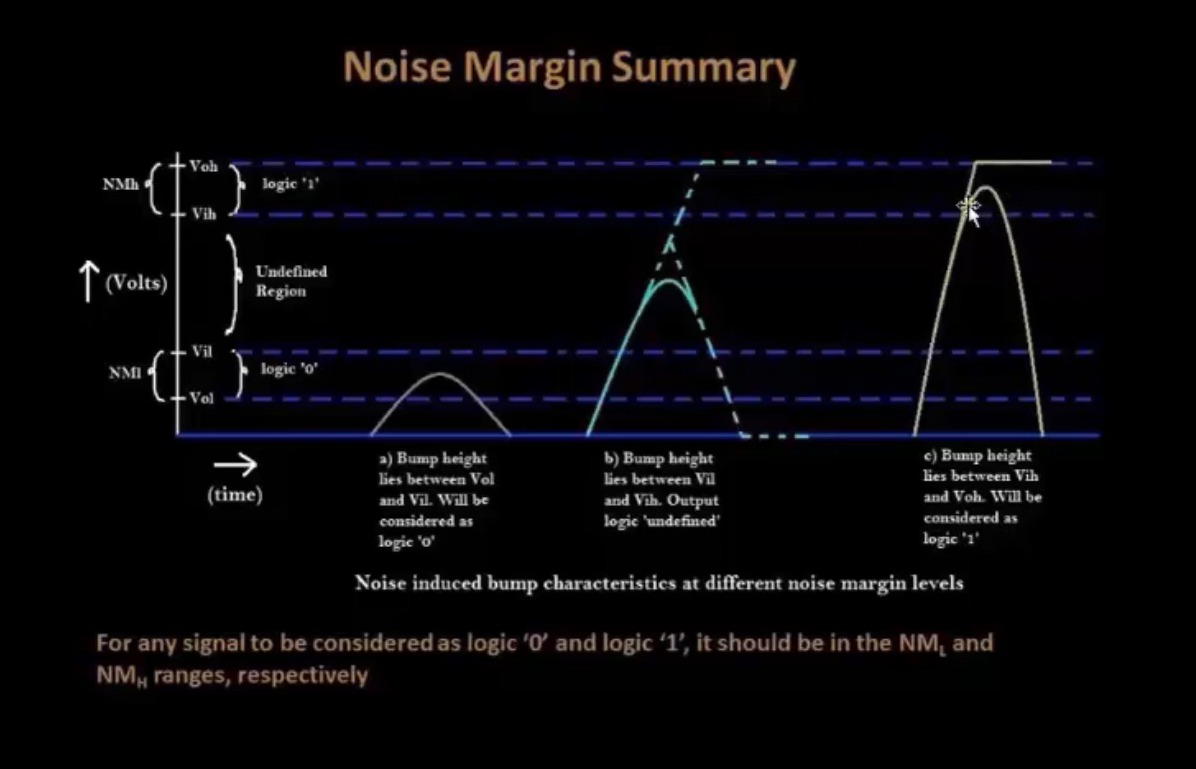 Noise Margin Summary
Voh
NMh
logic '1'
Vih
Undefined
(Volts)
Region
Vil
NMl
logic '0'
Vol
(time)
a) Bump height
lies between Vol
and Vil. Will be
considered as
logic '0'
b) Bump height
lies between Vil
and Vih. Output
logic 'undefined'
c) Bump height
lies between Vih
and Voh. Will be
considered as
logic '1'
Noise induced bump characteristics at different noise margin levels
For any signal to be considered as logic ‘0’ and logic ‘1’, it should be in the NML and
NMH ranges, respectively